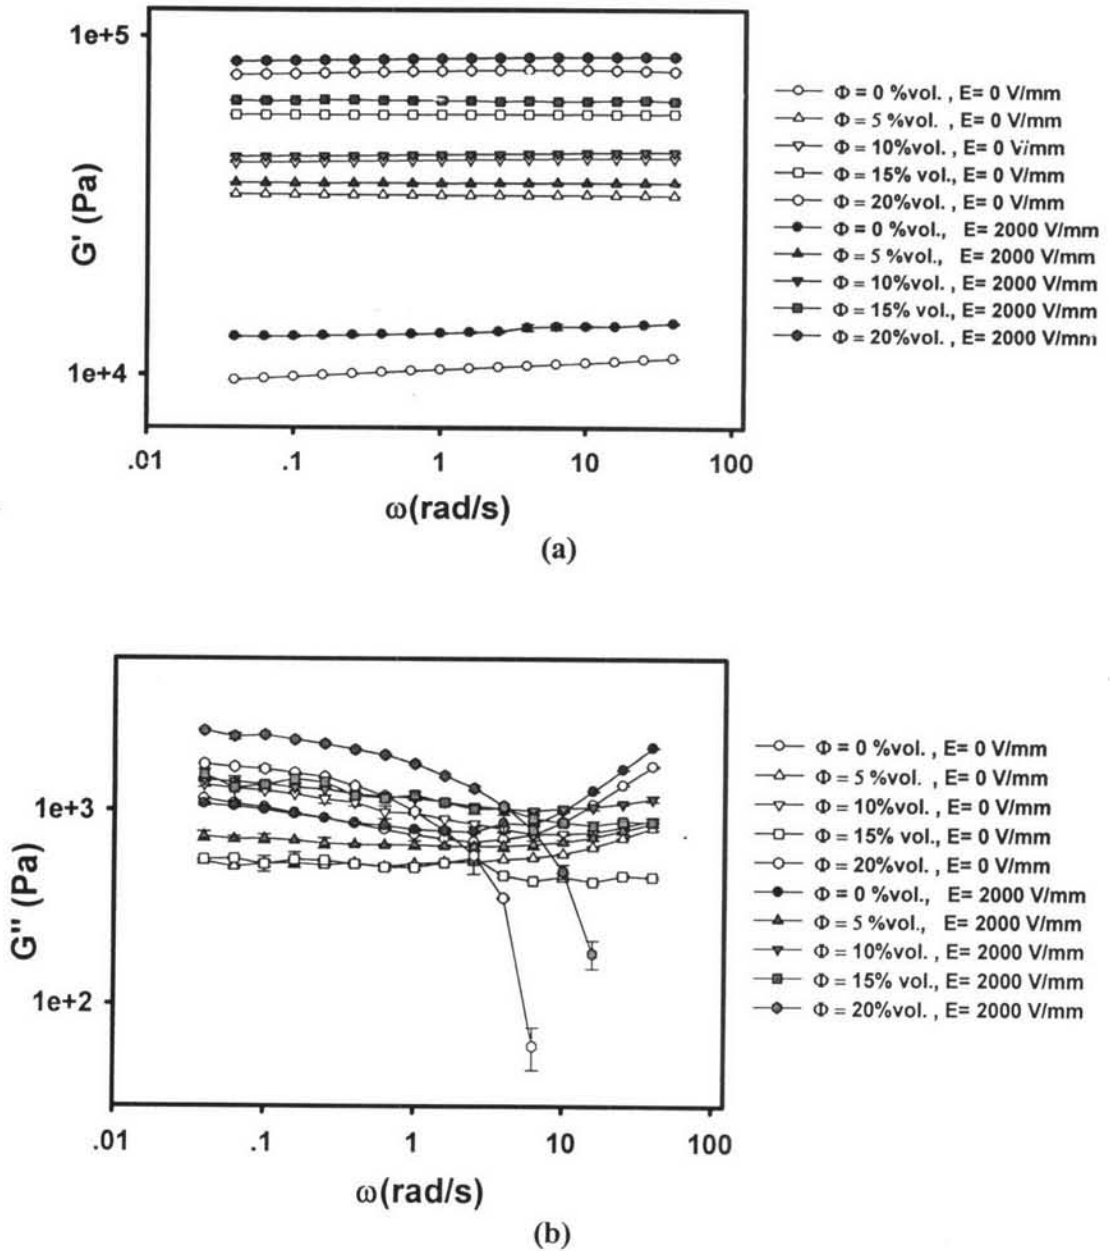 1e+5
G' (Pa)
1e+4
.01
.1
1
10
100
ω(rad/s)
Φ = 0 %vol. , E= 0 V/mm
Φ = 5 %vol. , E= 0 V/mm
Φ = 10%vol. , E= 0 V/mm
Φ = 15% vol., E= 0 V/mm
Φ = 20%vol. , E= 0 V/mm
Φ = 0 %vol., E= 2000 V/mm
Φ = 5 %vol., E= 2000 V/mm
Φ = 10%vol. , E= 2000 V/mm
Φ = 15% vol., E= 2000 V/mm
Φ = 20%vol. , E= 2000 V/mm
(a)
1e+3
G'' (Pa)
1e+2
.01
.1
1
10
100
ω(rad/s)
Φ = 0 %vol. , E= 0 V/mm
Φ = 5 %vol. , E= 0 V/mm
Φ = 10%vol. , E= 0 V/mm
Φ = 15% vol., E= 0 V/mm
Φ = 20%vol. , E= 0 V/mm
Φ = 0 %vol., E= 2000 V/mm
Φ = 5 %vol., E= 2000 V/mm
Φ = 10%vol. , E= 2000 V/mm
Φ = 15% vol., E= 2000 V/mm
Φ = 20%vol. , E= 2000 V/mm
(b)